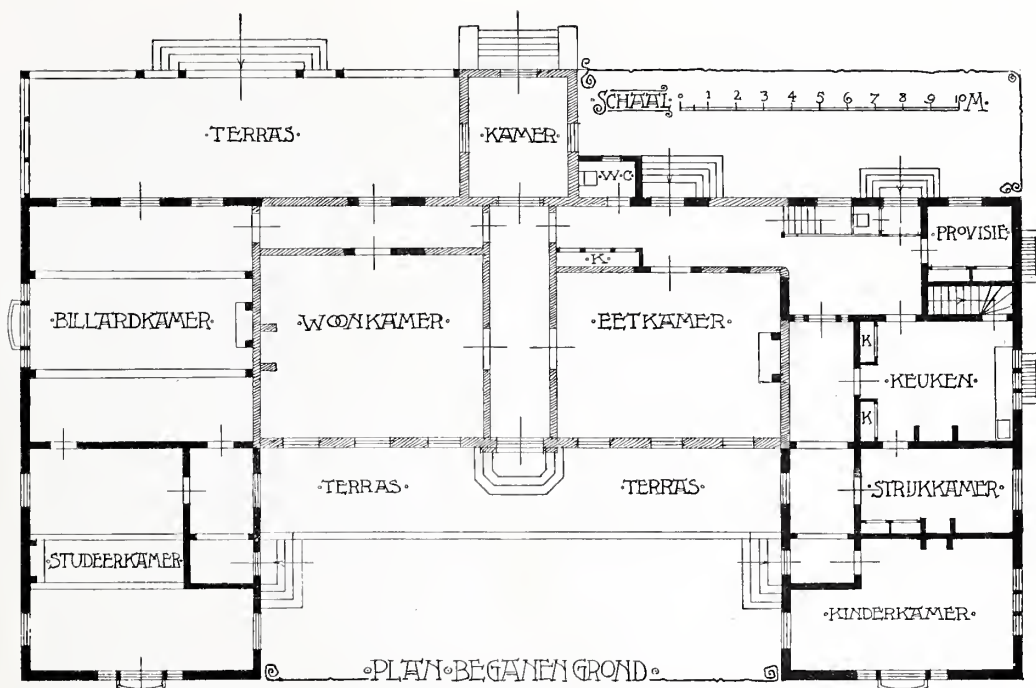 SCHAAL 0 1 2 3 4 5 6 7 8 9 10 M.
TERRAS
KAMER
W.C.
PROVISIE
K
BILLARDKAMER
WOONKAMER
EETKAMER
K
KEUKEN
K
TERRAS
TERRAS
STRIJKKAMER
STUDEERKAMER
KINDERKAMER
PLAN BEGANEN GROND